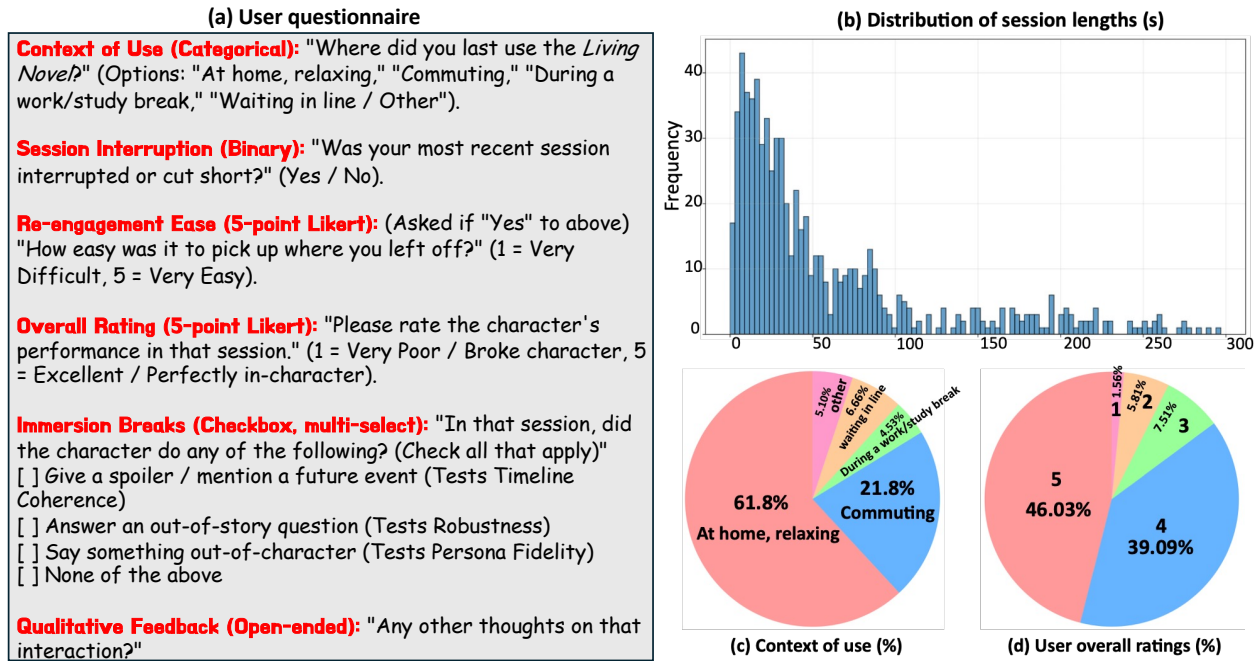 (a) User questionnaire
Context of Use (Categorical): "Where did you last use the Living
Novel?" (Options: "At home, relaxing," "Commuting," "During a
work/study break," "Waiting in line / Other").
Session Interruption (Binary): "Was your most recent session
interrupted or cut short?" (Yes / No).
Re-engagement Ease (5-point Likert): (Asked if "Yes" to above)
"How easy was it to pick up where you left off?" (1 = Very
Difficult, 5 = Very Easy).
Overall Rating (5-point Likert): "Please rate the character's
performance in that session." (1 = Very Poor / Broke character, 5
= Excellent / Perfectly in-character).
Immersion Breaks (Checkbox, multi-select): "In that session, did
the character do any of the following? (Check all that apply)"
[ ] Give a spoiler / mention a future event (Tests Timeline
Coherence)
[ ] Answer an out-of-story question (Tests Robustness)
[ ] Say something out-of-character (Tests Persona Fidelity)
[ ] None of the above
Qualitative Feedback (Open-ended): "Any other thoughts on that
interaction?"
(b) Distribution of session lengths (s)
Frequency
40
30
20
10
0
0 50 100 150 200 250 300
5.10%
other
6.66%
waiting in line
4.53%
During a work/study break
21.8%
Commuting
61.8%
At home, relaxing
(c) Context of use (%)
1.56%
1
5.81%
2
7.51%
3
4
39.09%
5
46.03%
(d) User overall ratings (%)